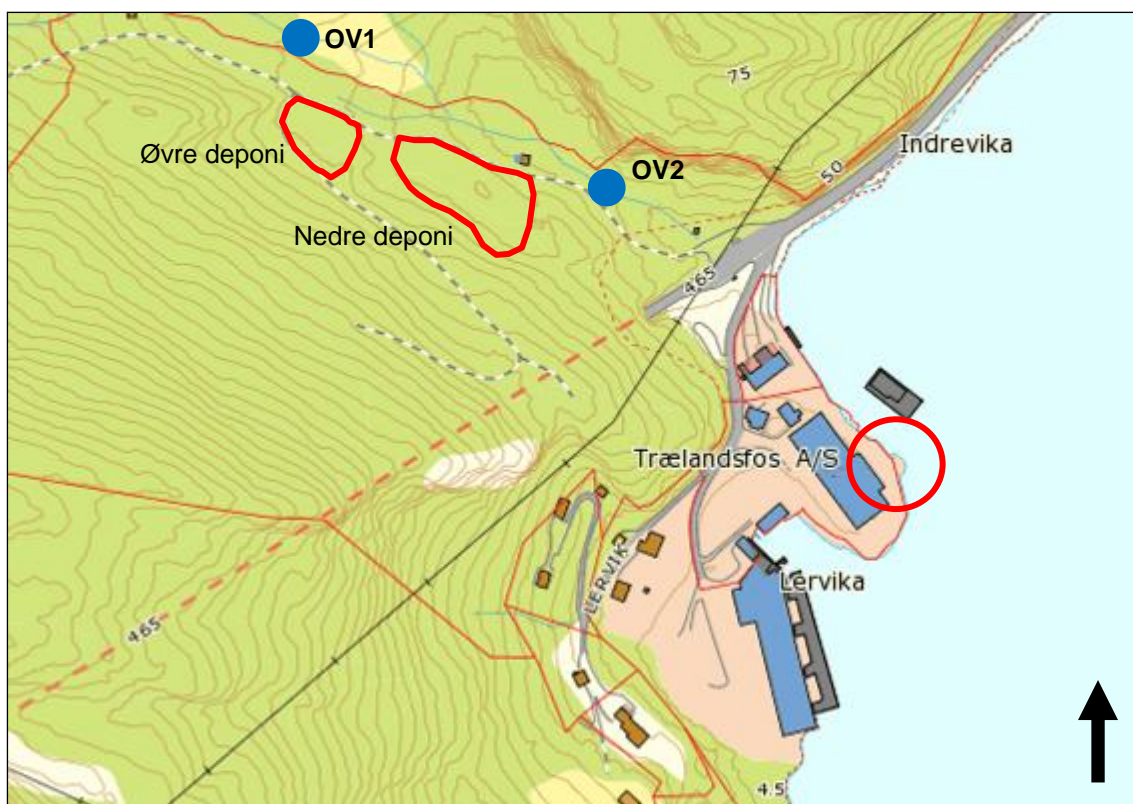 OV1
75
Indrevika
Øvre deponi
50
OV2
Nedre deponi
465
Trælandsfos A/S
LERVIK
Lervika
465
4.5